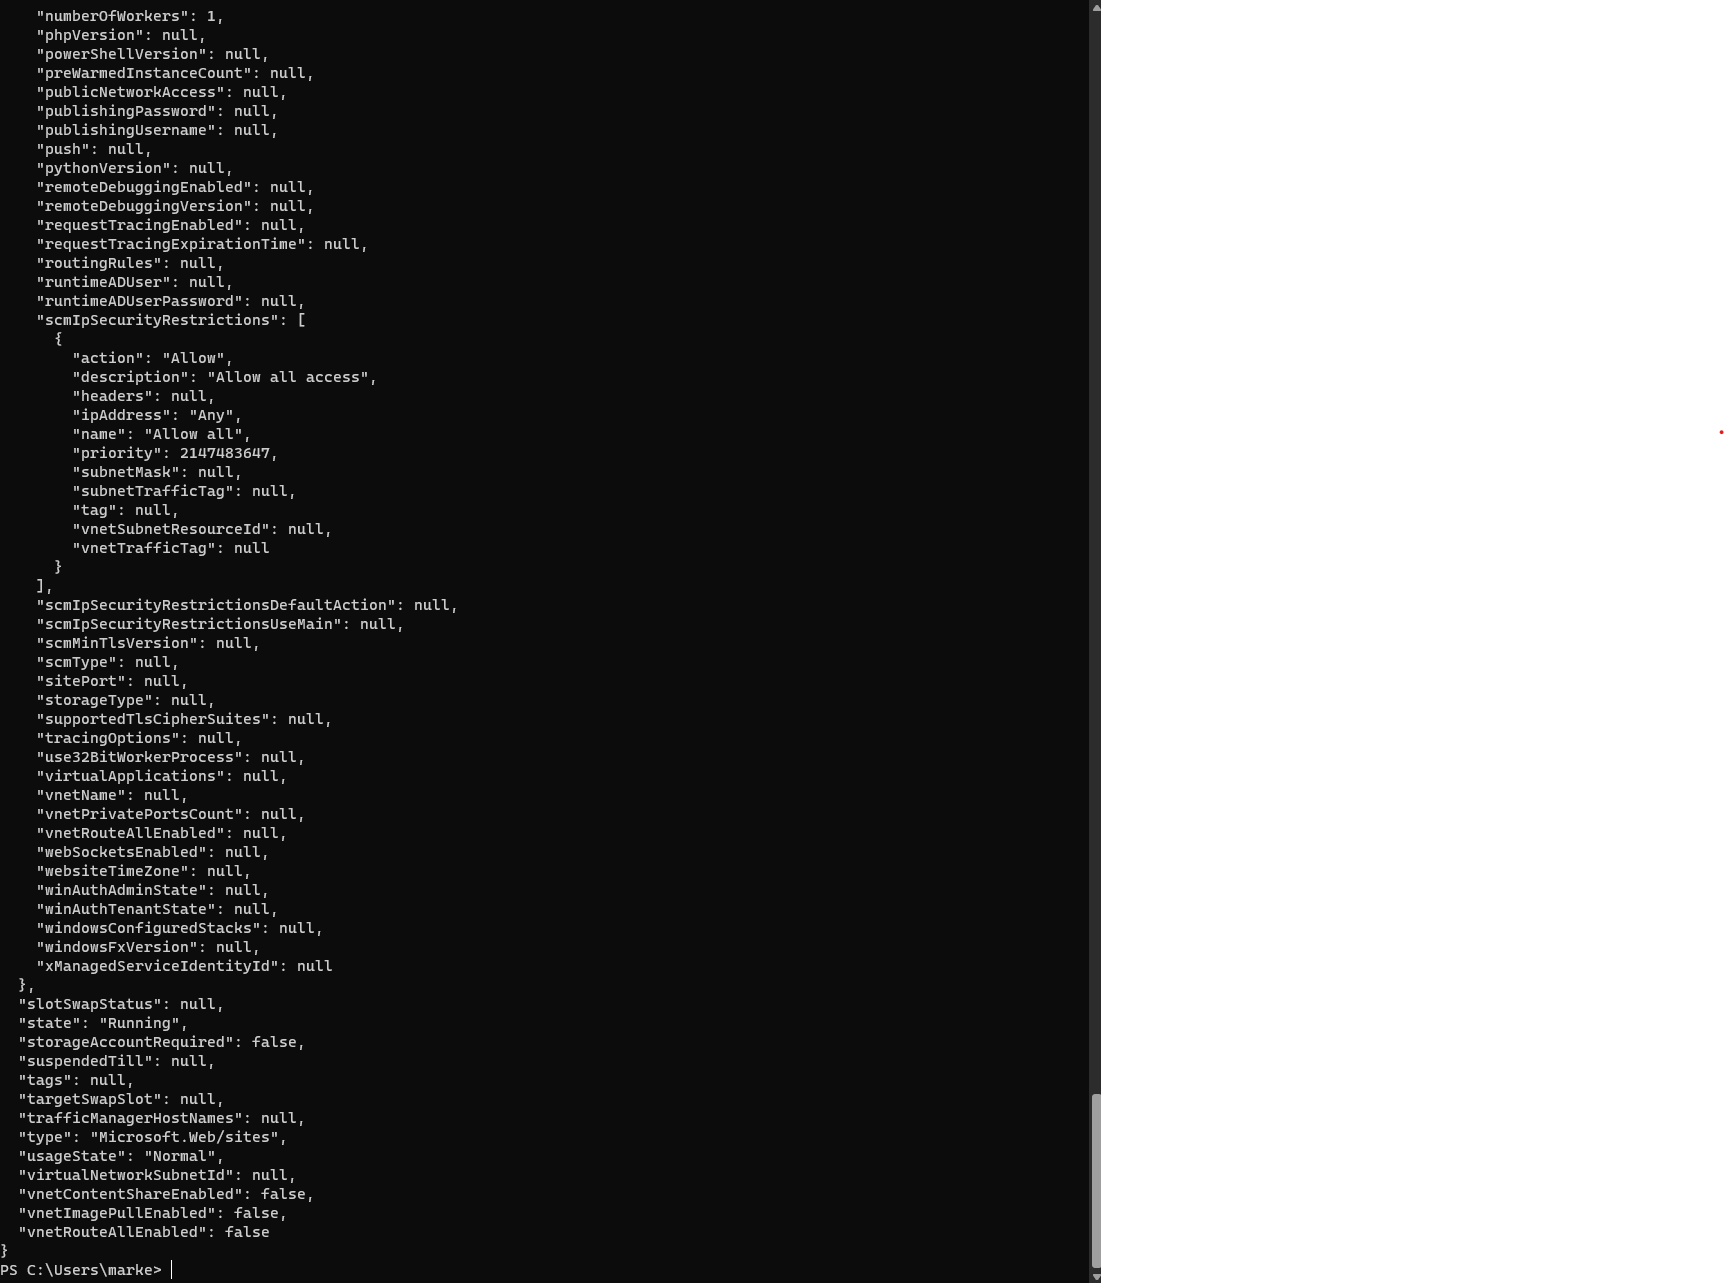 "numberOfWorkers": 1,
    "phpVersion": null,
    "powerShellVersion": null,
    "preWarmedInstanceCount": null,
    "publicNetworkAccess": null,
    "publishingPassword": null,
    "publishingUsername": null,
    "push": null,
    "pythonVersion": null,
    "remoteDebuggingEnabled": null,
    "remoteDebuggingVersion": null,
    "requestTracingEnabled": null,
    "requestTracingExpirationTime": null,
    "routingRules": null,
    "runtimeADUser": null,
    "runtimeADUserPassword": null,
    "scmIpSecurityRestrictions": [
      {
        "action": "Allow",
        "description": "Allow all access",
        "headers": null,
        "ipAddress": "Any",
        "name": "Allow all",
        "priority": 2147483647,
        "subnetMask": null,
        "subnetTrafficTag": null,
        "tag": null,
        "vnetSubnetResourceId": null,
        "vnetTrafficTag": null
      }
    ],
    "scmIpSecurityRestrictionsDefaultAction": null,
    "scmIpSecurityRestrictionsUseMain": null,
    "scmMinTlsVersion": null,
    "scmType": null,
    "sitePort": null,
    "storageType": null,
    "supportedTlsCipherSuites": null,
    "tracingOptions": null,
    "use32BitWorkerProcess": null,
    "virtualApplications": null,
    "vnetName": null,
    "vnetPrivatePortsCount": null,
    "vnetRouteAllEnabled": null,
    "webSocketsEnabled": null,
    "websiteTimeZone": null,
    "winAuthAdminState": null,
    "winAuthTenantState": null,
    "windowsConfiguredStacks": null,
    "windowsFxVersion": null,
    "xManagedServiceIdentityId": null
  },
  "slotSwapStatus": null,
  "state": "Running",
  "storageAccountRequired": false,
  "suspendedTill": null,
  "tags": null,
  "targetSwapSlot": null,
  "trafficManagerHostNames": null,
  "type": "Microsoft.Web/sites",
  "usageState": "Normal",
  "virtualNetworkSubnetId": null,
  "vnetContentShareEnabled": false,
  "vnetImagePullEnabled": false,
  "vnetRouteAllEnabled": false
}
PS C:\Users\marke>